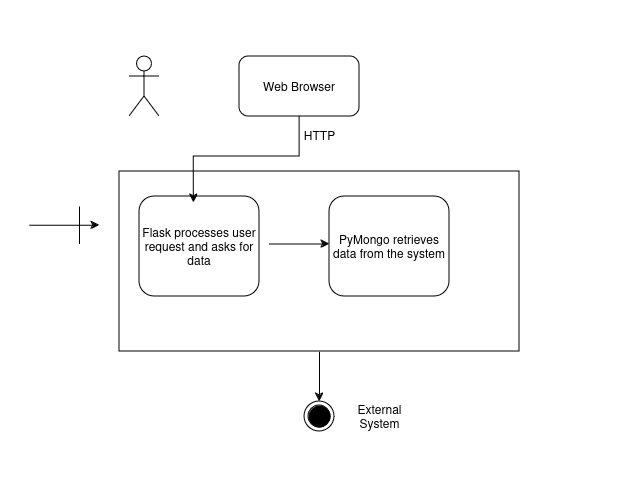 Web Browser
HTTP
Flask processes user
request and asks for
data
PyMongo retrieves
data from the system
External
System